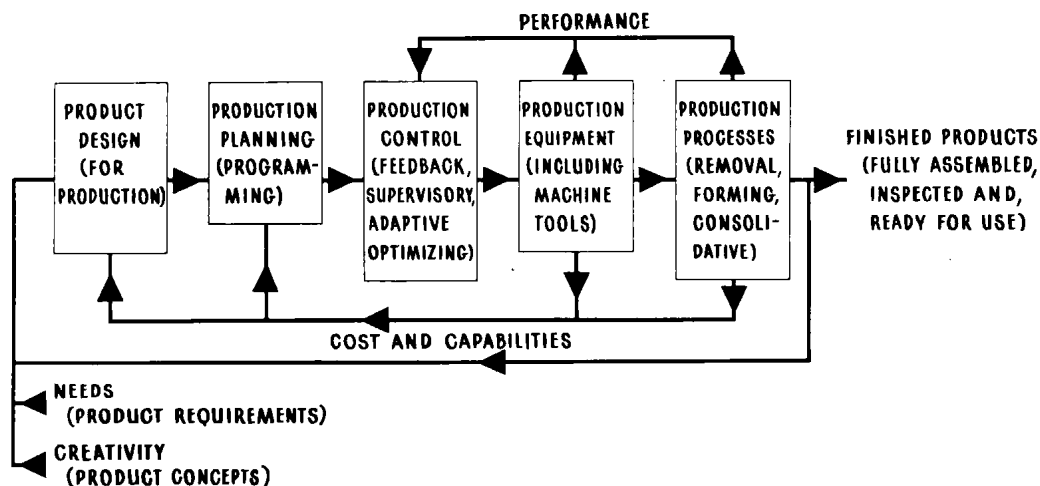 PERFORMANCE
PRODUCT
DESIGN
(FOR
PRODUCTION)
PRODUCTION
PLANNING
(PROGRAM-
MING)
PRODUCTION
CONTROL
(FEEDBACK,
SUPERVISORY,
ADAPTIVE
OPTIMIZING)
PRODUCTION
EQUIPMENT
(INCLUDING
MACHINE
TOOLS)
PRODUCTION
PROCESSES
(REMOVAL,
FORMING,
CONSOLI-
DATIVE)
FINISHED PRODUCTS
(FULLY ASSEMBLED,
INSPECTED AND,
READY FOR USE)
COST AND CAPABILITIES
NEEDS
(PRODUCT REQUIREMENTS)
CREATIVITY
(PRODUCT CONCEPTS)